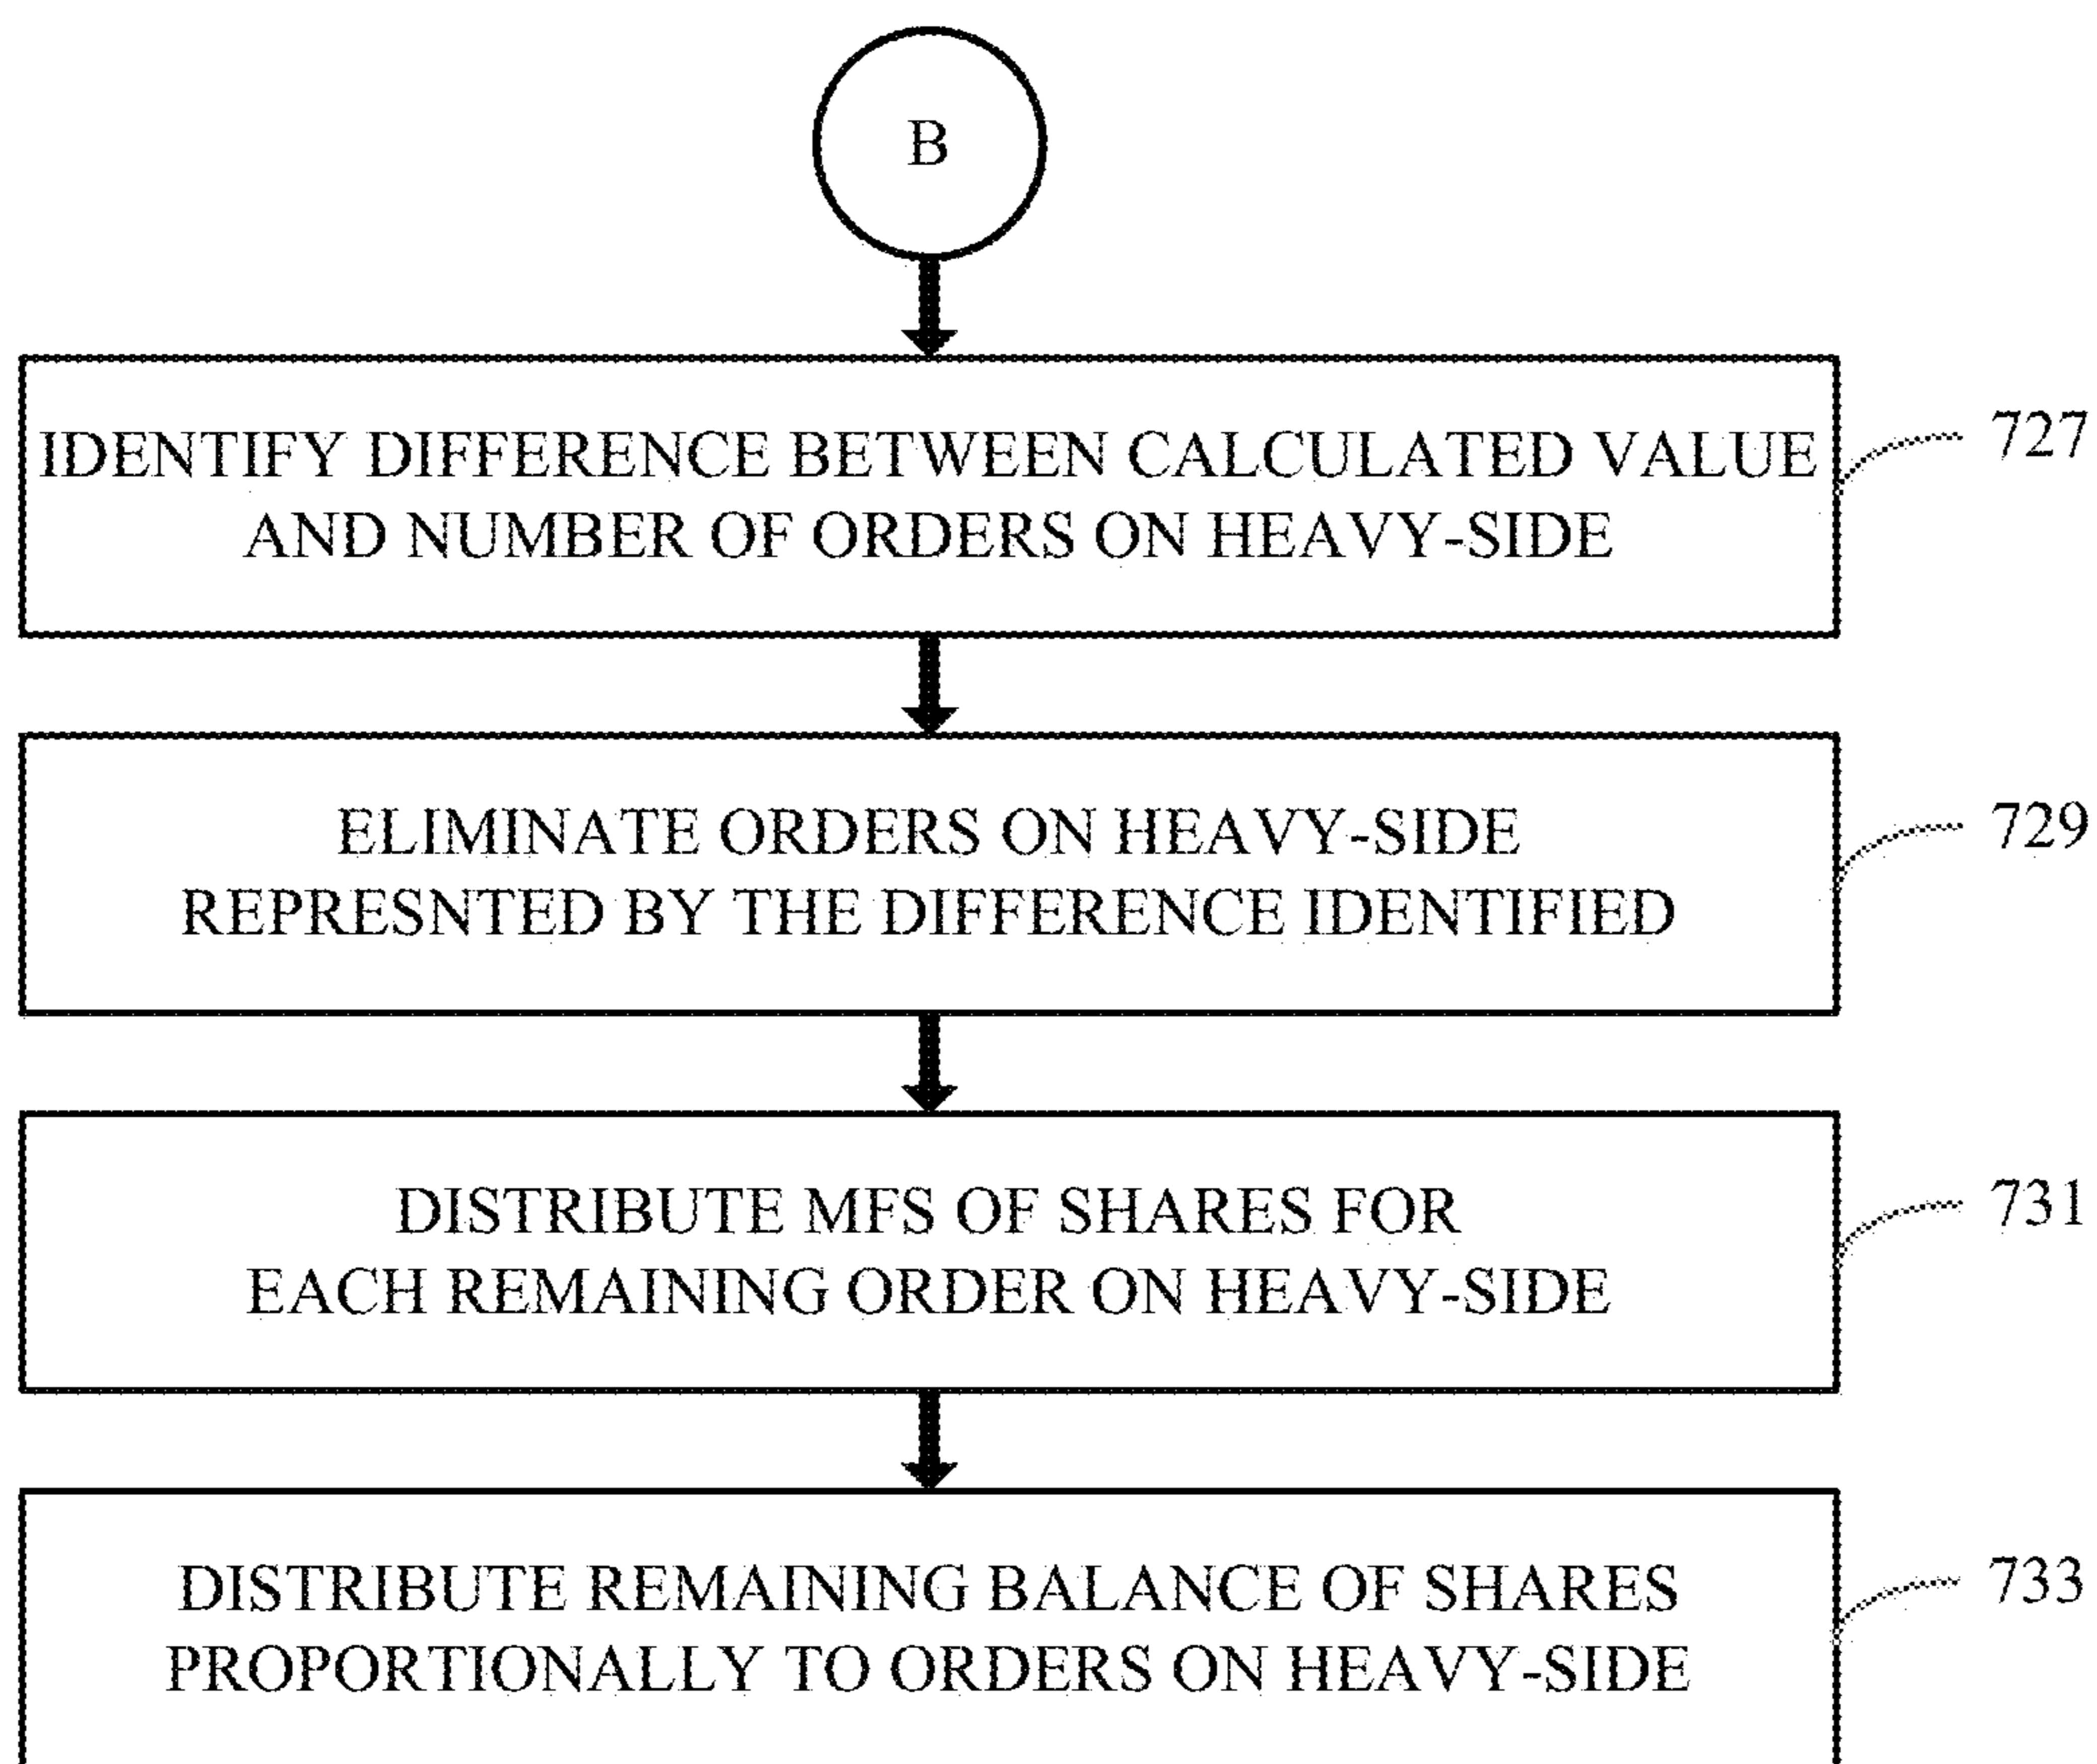 B
IDENTIFY DIFFERENCE BETWEEN CALCULATED VALUE
AND NUMBER OF ORDERS ON HEAVY-SIDE
727
ELIMINATE ORDERS ON HEAVY-SIDE
REPRESNTED BY THE DIFFERENCE IDENTIFIED
729
DISTRIBUTE MFS OF SHARES FOR
EACH REMAINING ORDER ON HEAVY-SIDE
731
DISTRIBUTE REMAINING BALANCE OF SHARES
PROPORTIONALLY TO ORDERS ON HEAVY-SIDE
733